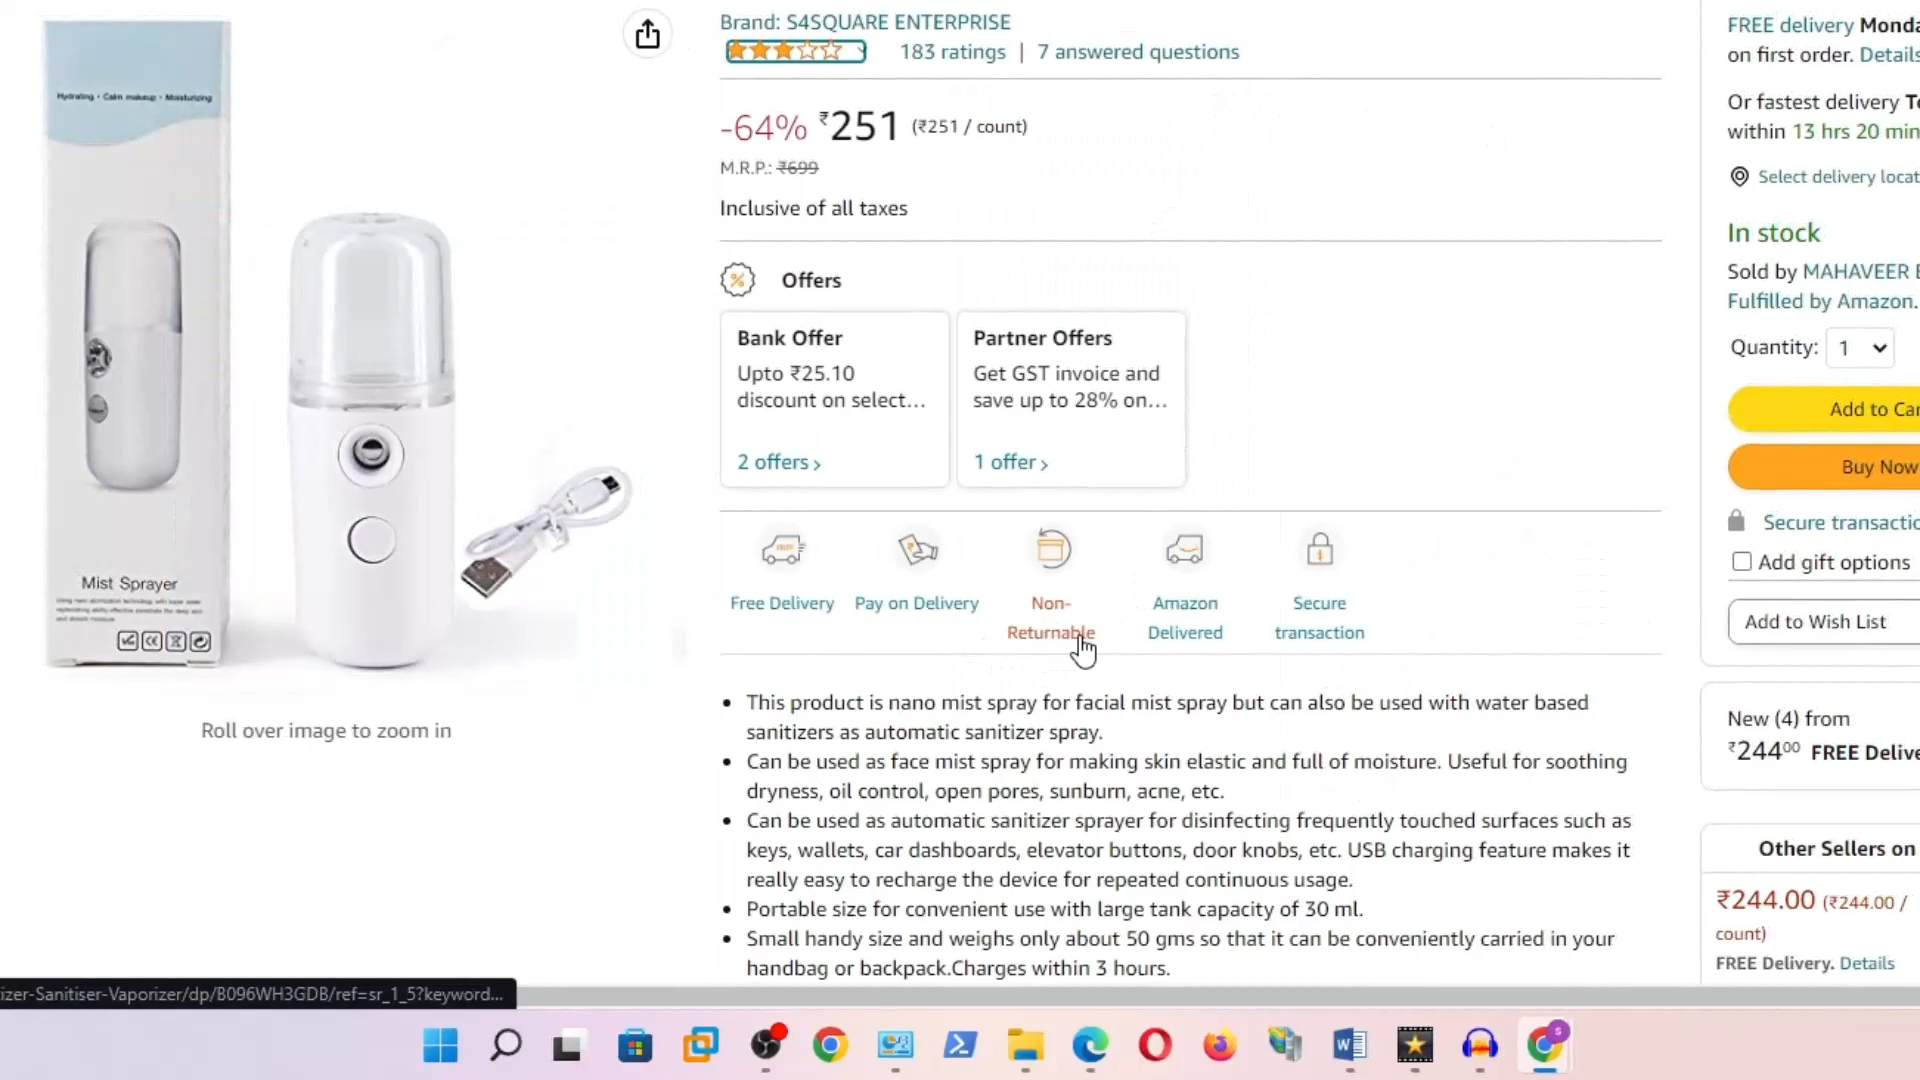 Hydrating • Calm makeup • Moisturizing
Mist Sprayer
Roll over image to zoom in
Brand: S4SQUARE ENTERPRISE
183 ratings | 7 answered questions
-64% ₹251 (₹251 / count)
M.R.P.: ₹699
Inclusive of all taxes
Offers
Bank Offer
Upto ₹25.10
discount on select...
2 offers ›
Partner Offers
Get GST invoice and
save up to 28% on...
1 offer ›
Free Delivery
Pay on Delivery
Non-
Returnable
Amazon
Delivered
Secure
transaction
• This product is nano mist spray for facial mist spray but can also be used with water based
sanitizers as automatic sanitizer spray.
• Can be used as face mist spray for making skin elastic and full of moisture. Useful for soothing
dryness, oil control, open pores, sunburn, acne, etc.
• Can be used as automatic sanitizer sprayer for disinfecting frequently touched surfaces such as
keys, wallets, car dashboards, elevator buttons, door knobs, etc. USB charging feature makes it
really easy to recharge the device for repeated continuous usage.
• Portable size for convenient use with large tank capacity of 30 ml.
• Small handy size and weighs only about 50 gms so that it can be conveniently carried in your
handbag or backpack.Charges within 3 hours.
FREE delivery Monda
on first order. Details
Or fastest delivery To
within 13 hrs 20 min
Select delivery locat
In stock
Sold by MAHAVEER E
Fulfilled by Amazon.
Quantity: 1
Add to Car
Buy Now
Secure transactio
Add gift options
Add to Wish List
New (4) from
₹244⁰⁰ FREE Delive
Other Sellers on
₹244.00 (₹244.00 /
count)
FREE Delivery. Details
izer-Sanitiser-Vaporizer/dp/B096WH3GDB/ref=sr_1_5?keyword...